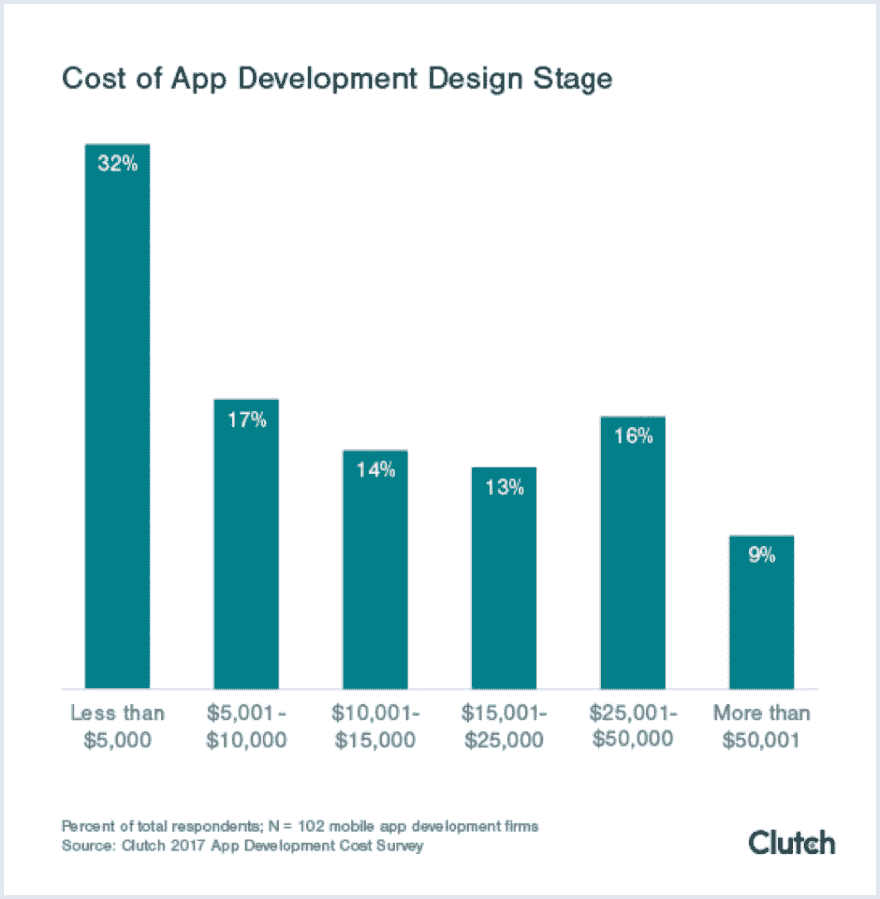 Cost of App Development Design Stage
32%
17%
14%
13%
16%
9%
Less than
$5,000
$5,001 -
$10,000
$10,001-
$15,000
$15,001-
$25,000
$25,001-
$50,000
More than
$50,001
Percent of total respondents; N = 102 mobile app development firms
Source: Clutch 2017 App Development Cost Survey
Clutch